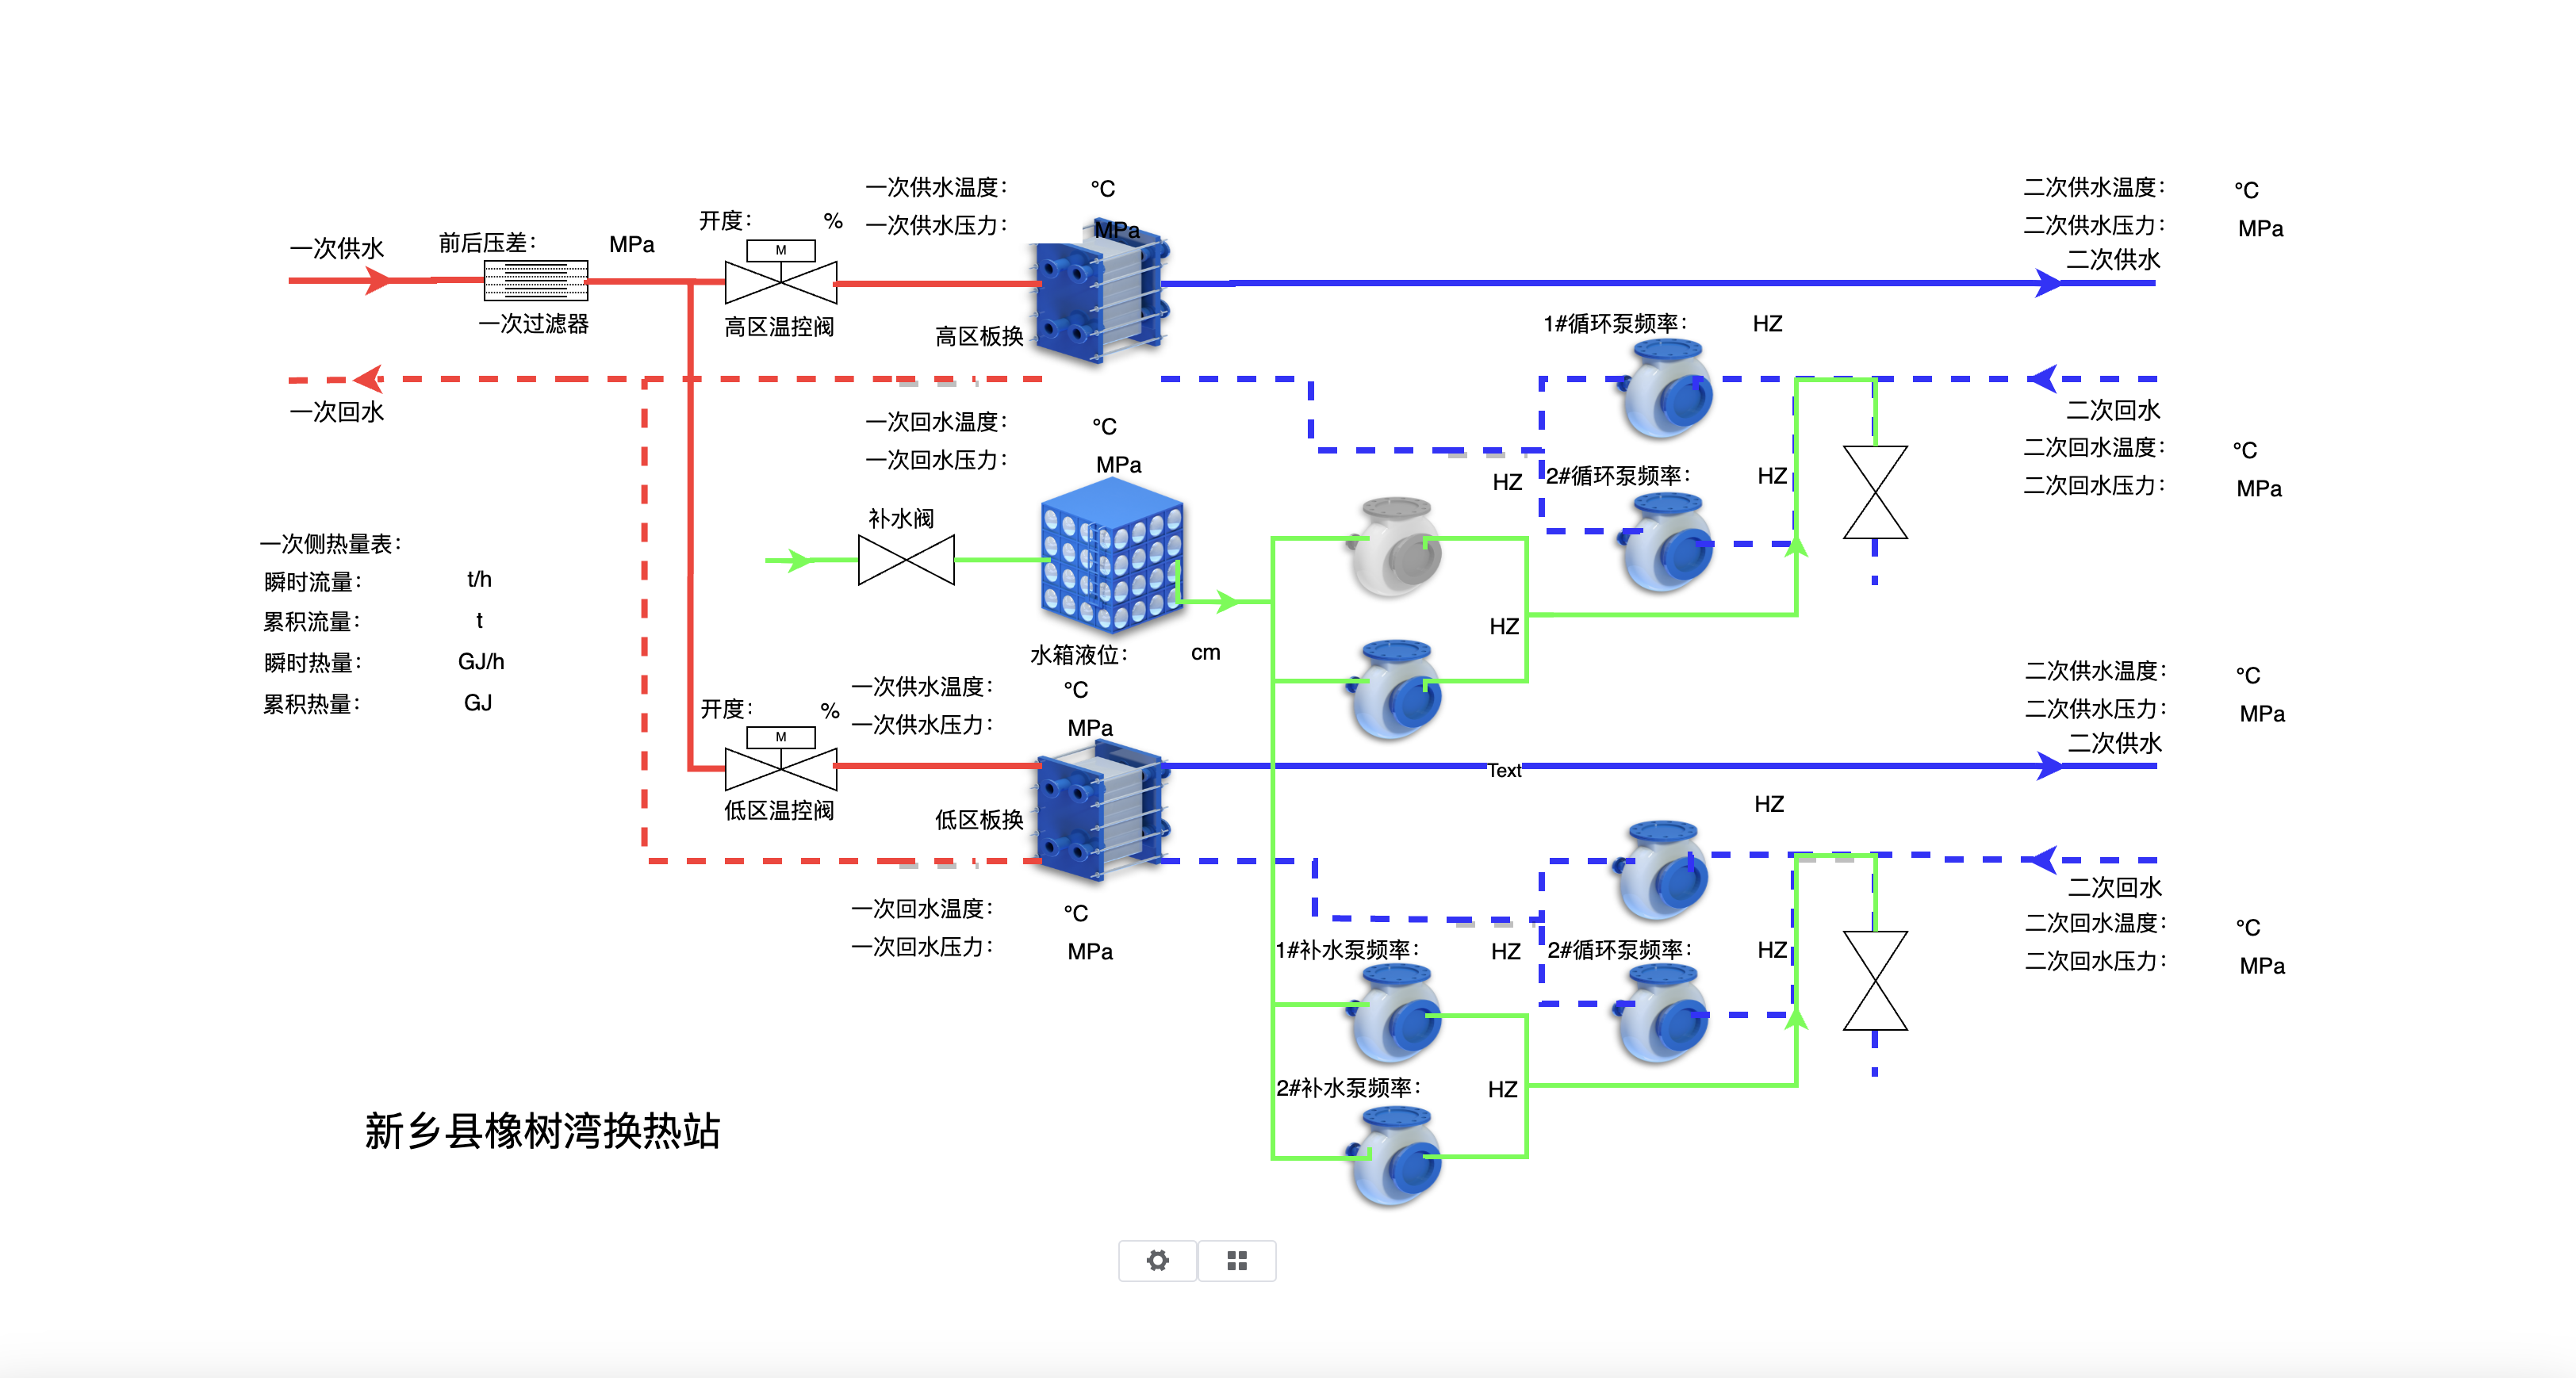 一次供水温度: °C
一次供水压力: MPa
二次供水温度: °C
二次供水压力: MPa
二次供水
开度: %
M
一次供水
前后压差: MPa
一次过滤器
高区温控阀
高区板换
1#循环泵频率: HZ
一次回水
二次回水
一次回水温度: °C
一次回水压力: MPa
二次回水温度: °C
二次回水压力: MPa
HZ
2#循环泵频率: HZ
补水阀
一次侧热量表:
瞬时流量: t/h
累积流量: t
瞬时热量: GJ/h
累积热量: GJ
HZ
水箱液位: cm
一次供水温度: °C
一次供水压力: MPa
二次供水温度: °C
二次供水压力: MPa
二次供水
开度: %
M
Text
低区温控阀
低区板换
HZ
二次回水
一次回水温度: °C
一次回水压力: MPa
二次回水温度: °C
二次回水压力: MPa
1#补水泵频率: HZ
2#循环泵频率: HZ
2#补水泵频率: HZ
新乡县橡树湾换热站